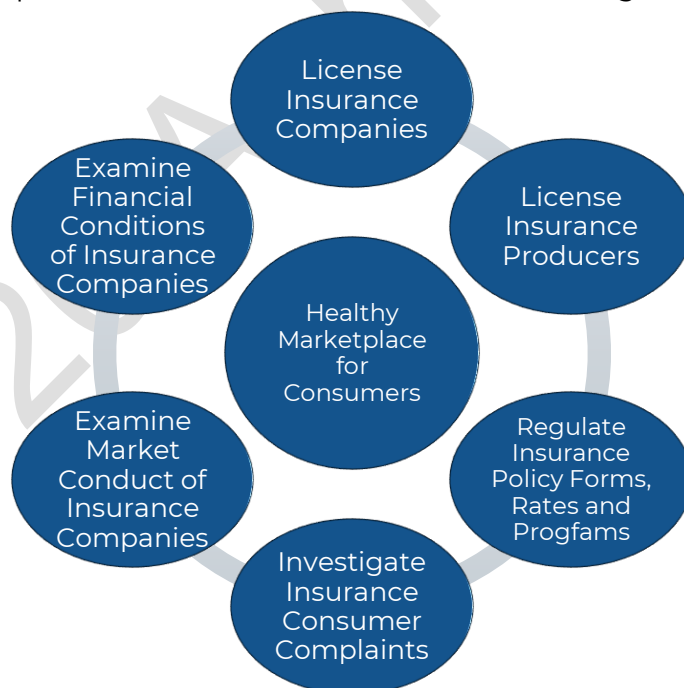 License
Insurance
Companies
License
Insurance
Producers
Regulate
Insurance
Policy Forms,
Rates and
Progfams
Investigate
Insurance
Consumer
Complaints
Examine
Market
Conduct of
Insurance
Companies
Examine
Financial
Conditions
of Insurance
Companies
Healthy
Marketplace
for
Consumers